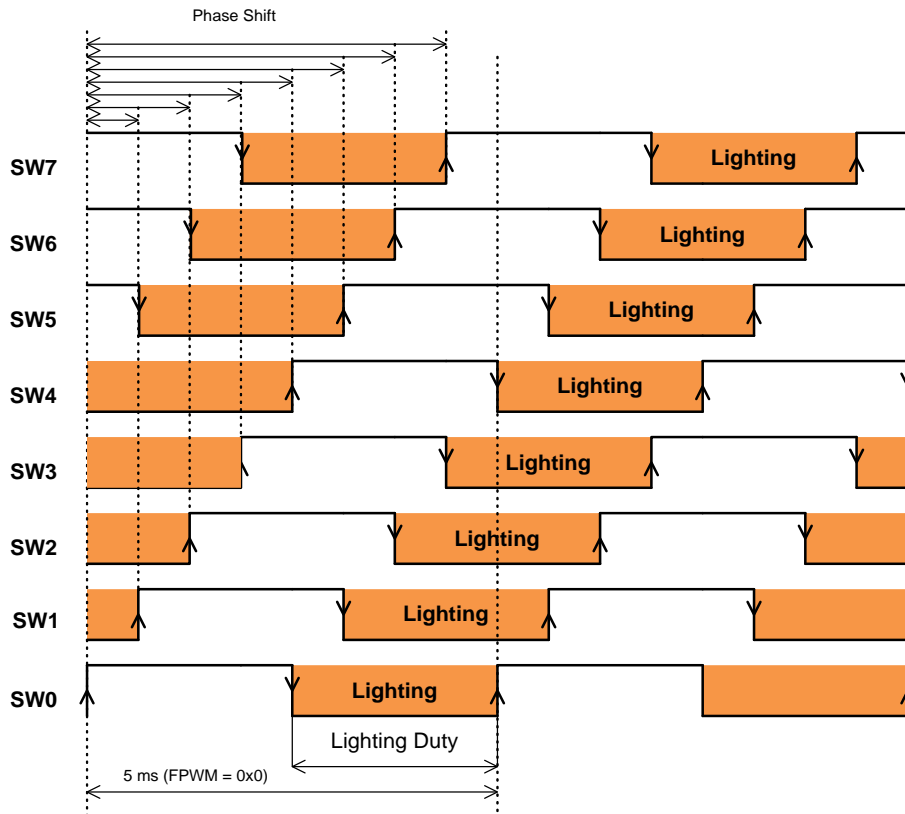 Phase Shift
SW7
Lighting
SW6
Lighting
SW5
Lighting
SW4
Lighting
SW3
Lighting
SW2
Lighting
SW1
Lighting
SW0
Lighting
Lighting Duty
5 ms (FPWM = 0x0)